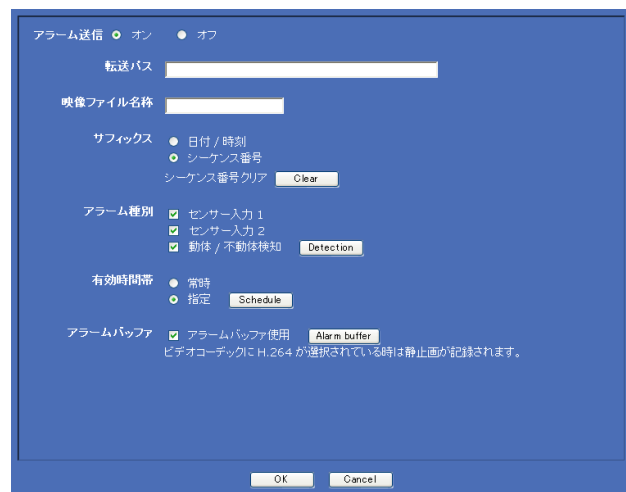 アラーム送信 オン オフ
転送パス
映像ファイル名称
サフィックス 日付 / 時刻
シーケンス番号
シーケンス番号クリア Clear
アラーム種別 センサー入力 1
センサー入力 2
動体 / 不動体検知 Detection
有効時間帯 常時
指定 Schedule
アラームバッファ アラームバッファ使用 Alarm buffer
ビデオコーデックに H.264 が選択されている時は静止画が記録されます。
OK Cancel